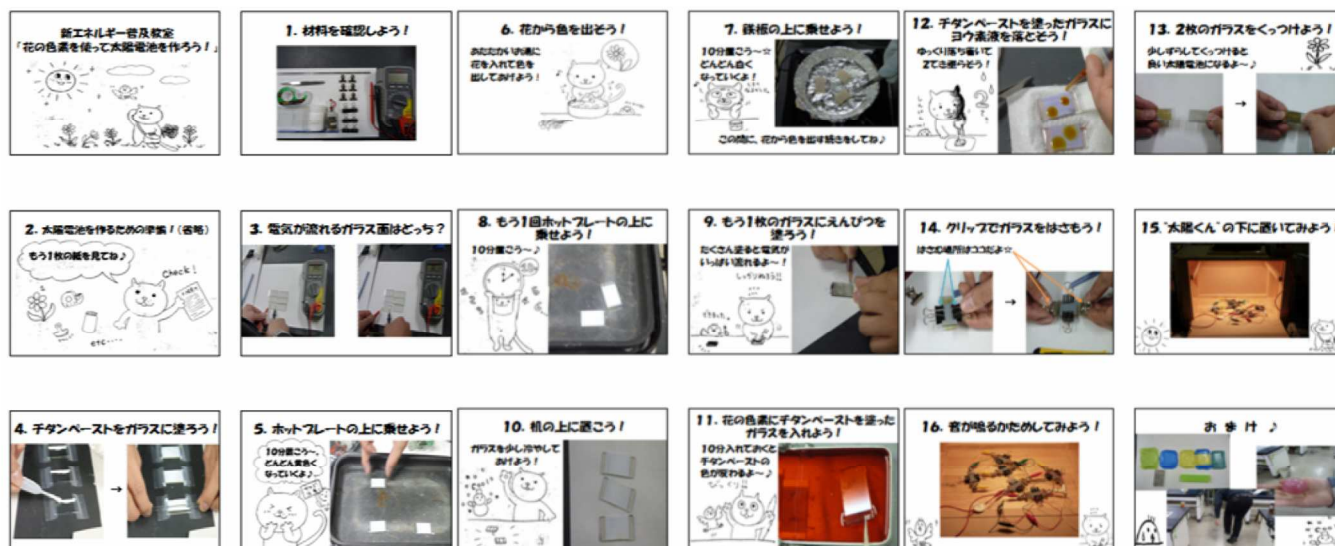 新エネルギー普及教室
「花の色素を使って太陽電池を作ろう！」
1. 材料を確認しよう！
6. 花から色を出そう！
あたたかいお湯に
花を入れて色を
出しておけよう！
7. 鉄板の上に乗せよう！
10分置こう〜☆
どんどん白く
なっていくよ！
この間に、花から色を出す続きをしてね♪
12. チタンペーストを塗ったガラスに
ヨウ素液を落とそう！
ゆっくり落ち着いて
2てき垂らそう！
13. 2枚のガラスをくっつけよう！
少しずらしてくっつけると
良い太陽電池になるよ〜♪
→
2. 太陽電池を作るための準備！（省略）
もう1枚の紙を見てね♪
Check!
etc....
3. 電気が流れるガラス面はどっち？
8. もう1回ホットプレートの上に
乗せよう！
10分置こう〜♪
9. もう1枚のガラスにえんぴつを
塗ろう！
たくさん塗ると電気が
いっぱい流れるよ〜！
14. クリップでガラスをはさもう！
はさむ場所はココだよ☆
→
15. “太陽くん”の下に置いてみよう！
4. チタンペーストをガラスに塗ろう！
→
5. ホットプレートの上に乗せよう！
10分置こう〜、
どんどん黄色く
なっていくよ♪
10. 机の上に置こう！
ガラスを少し冷やして
あげよう！
11. 花の色素にチタンペーストを塗った
ガラスを入れよう！
10分入れておくと
チタンペーストの
色が変わるよ〜♪
びっくり！！
16. 音が鳴るかためしてみよう！
おまけ♪